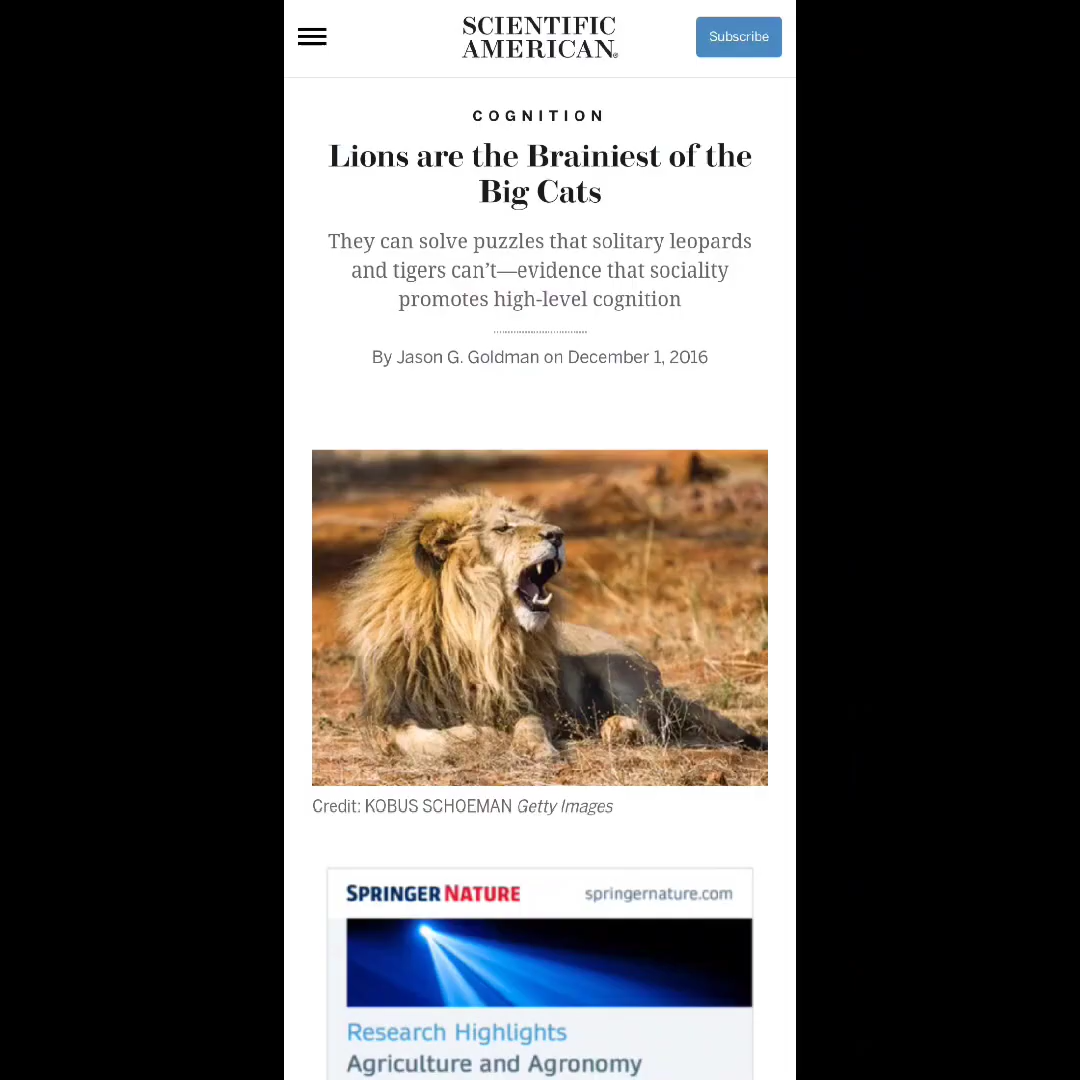 SCIENTIFIC
AMERICAN®
Subscribe
COGNITION
Lions are the Brainiest of the
Big Cats
They can solve puzzles that solitary leopards
and tigers can't—evidence that sociality
promotes high-level cognition
By Jason G. Goldman on December 1, 2016
Credit: KOBUS SCHOEMAN Getty Images
SPRINGER NATURE
springernature.com
Research Highlights
Agriculture and Agronomy